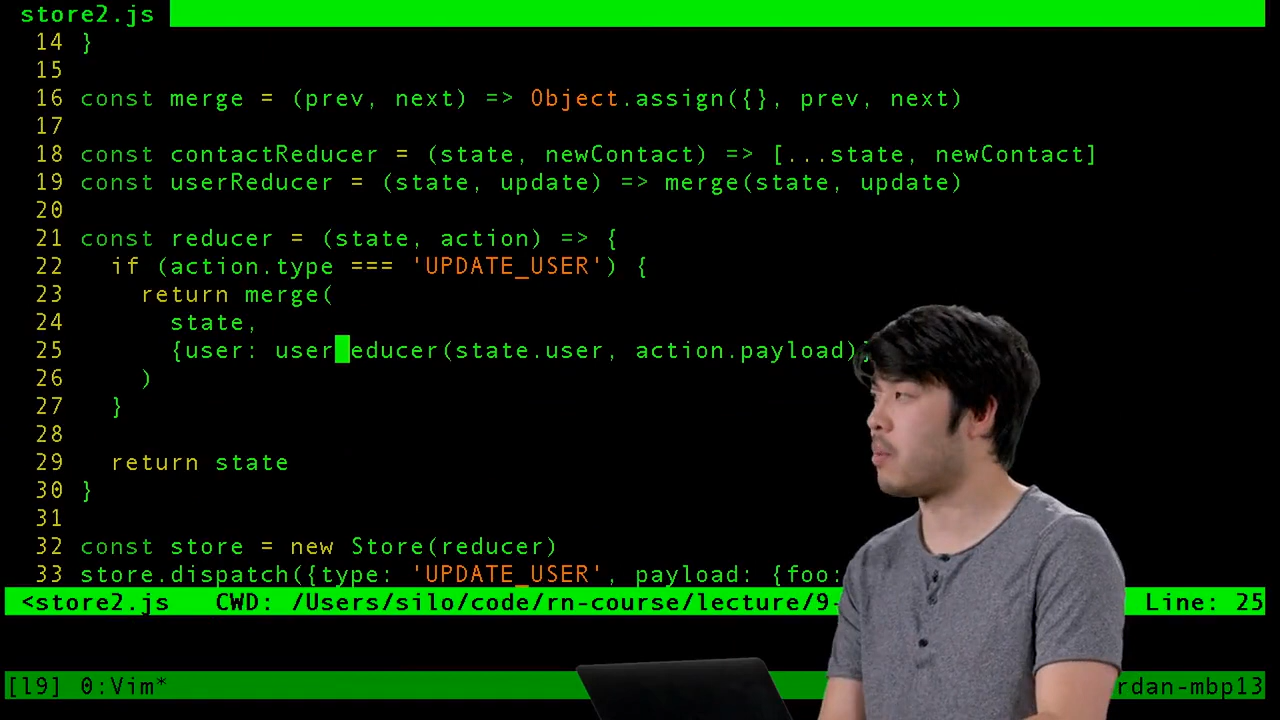 store2.js
14 }
15
16 const merge = (prev, next) => Object.assign({}, prev, next)
17
18 const contactReducer = (state, newContact) => [...state, newContact]
19 const userReducer = (state, update) => merge(state, update)
20
21 const reducer = (state, action) => {
22   if (action.type === 'UPDATE_USER') {
23     return merge(
24       state,
25       {user: user educer(state.user, action.payload)}
26     )
27   }
28
29   return state
30 }
31
32 const store = new Store(reducer)
33 store.dispatch({type: 'UPDATE_USER', payload: {foo:
<store2.js   CWD: /Users/silo/code/rn-course/lecture/9- Line: 25
[l9] 0:Vim* rdan-mbp13